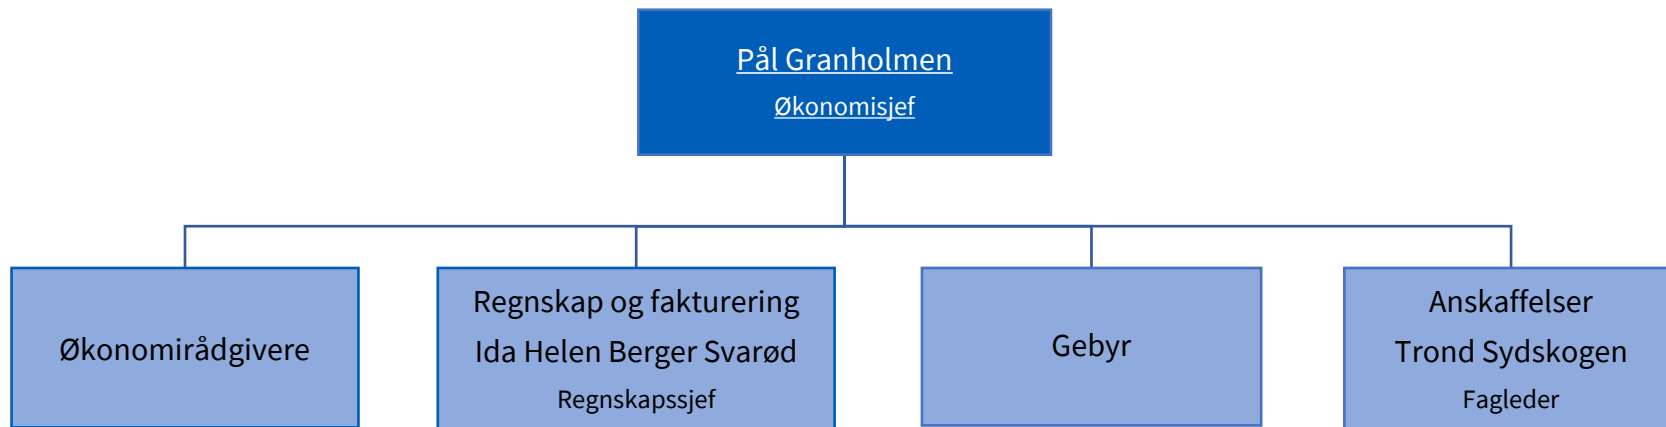 Pål Granholmen
Økonomisjef
Økonomirådgivere
Regnskap og fakturering
Ida Helen Berger Svarød
Regnskapssjef
Gebyr
Anskaffelser
Trond Sydskogen
Fagleder